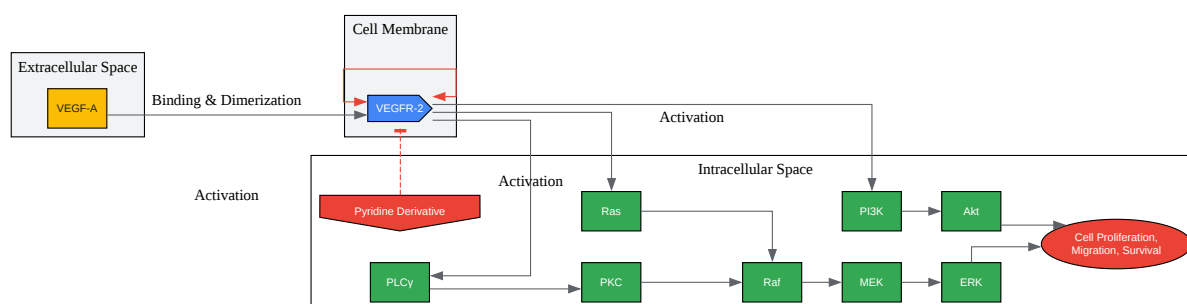 Cell Membrane
Extracellular Space
VEGF-A
Binding & Dimerization
VEGFR-2
Activation
Intracellular Space
Activation
Activation
Pyridine Derivative
Ras
PI3K
Akt
Cell Proliferation,
Migration, Survival
PLCγ
PKC
Raf
MEK
ERK